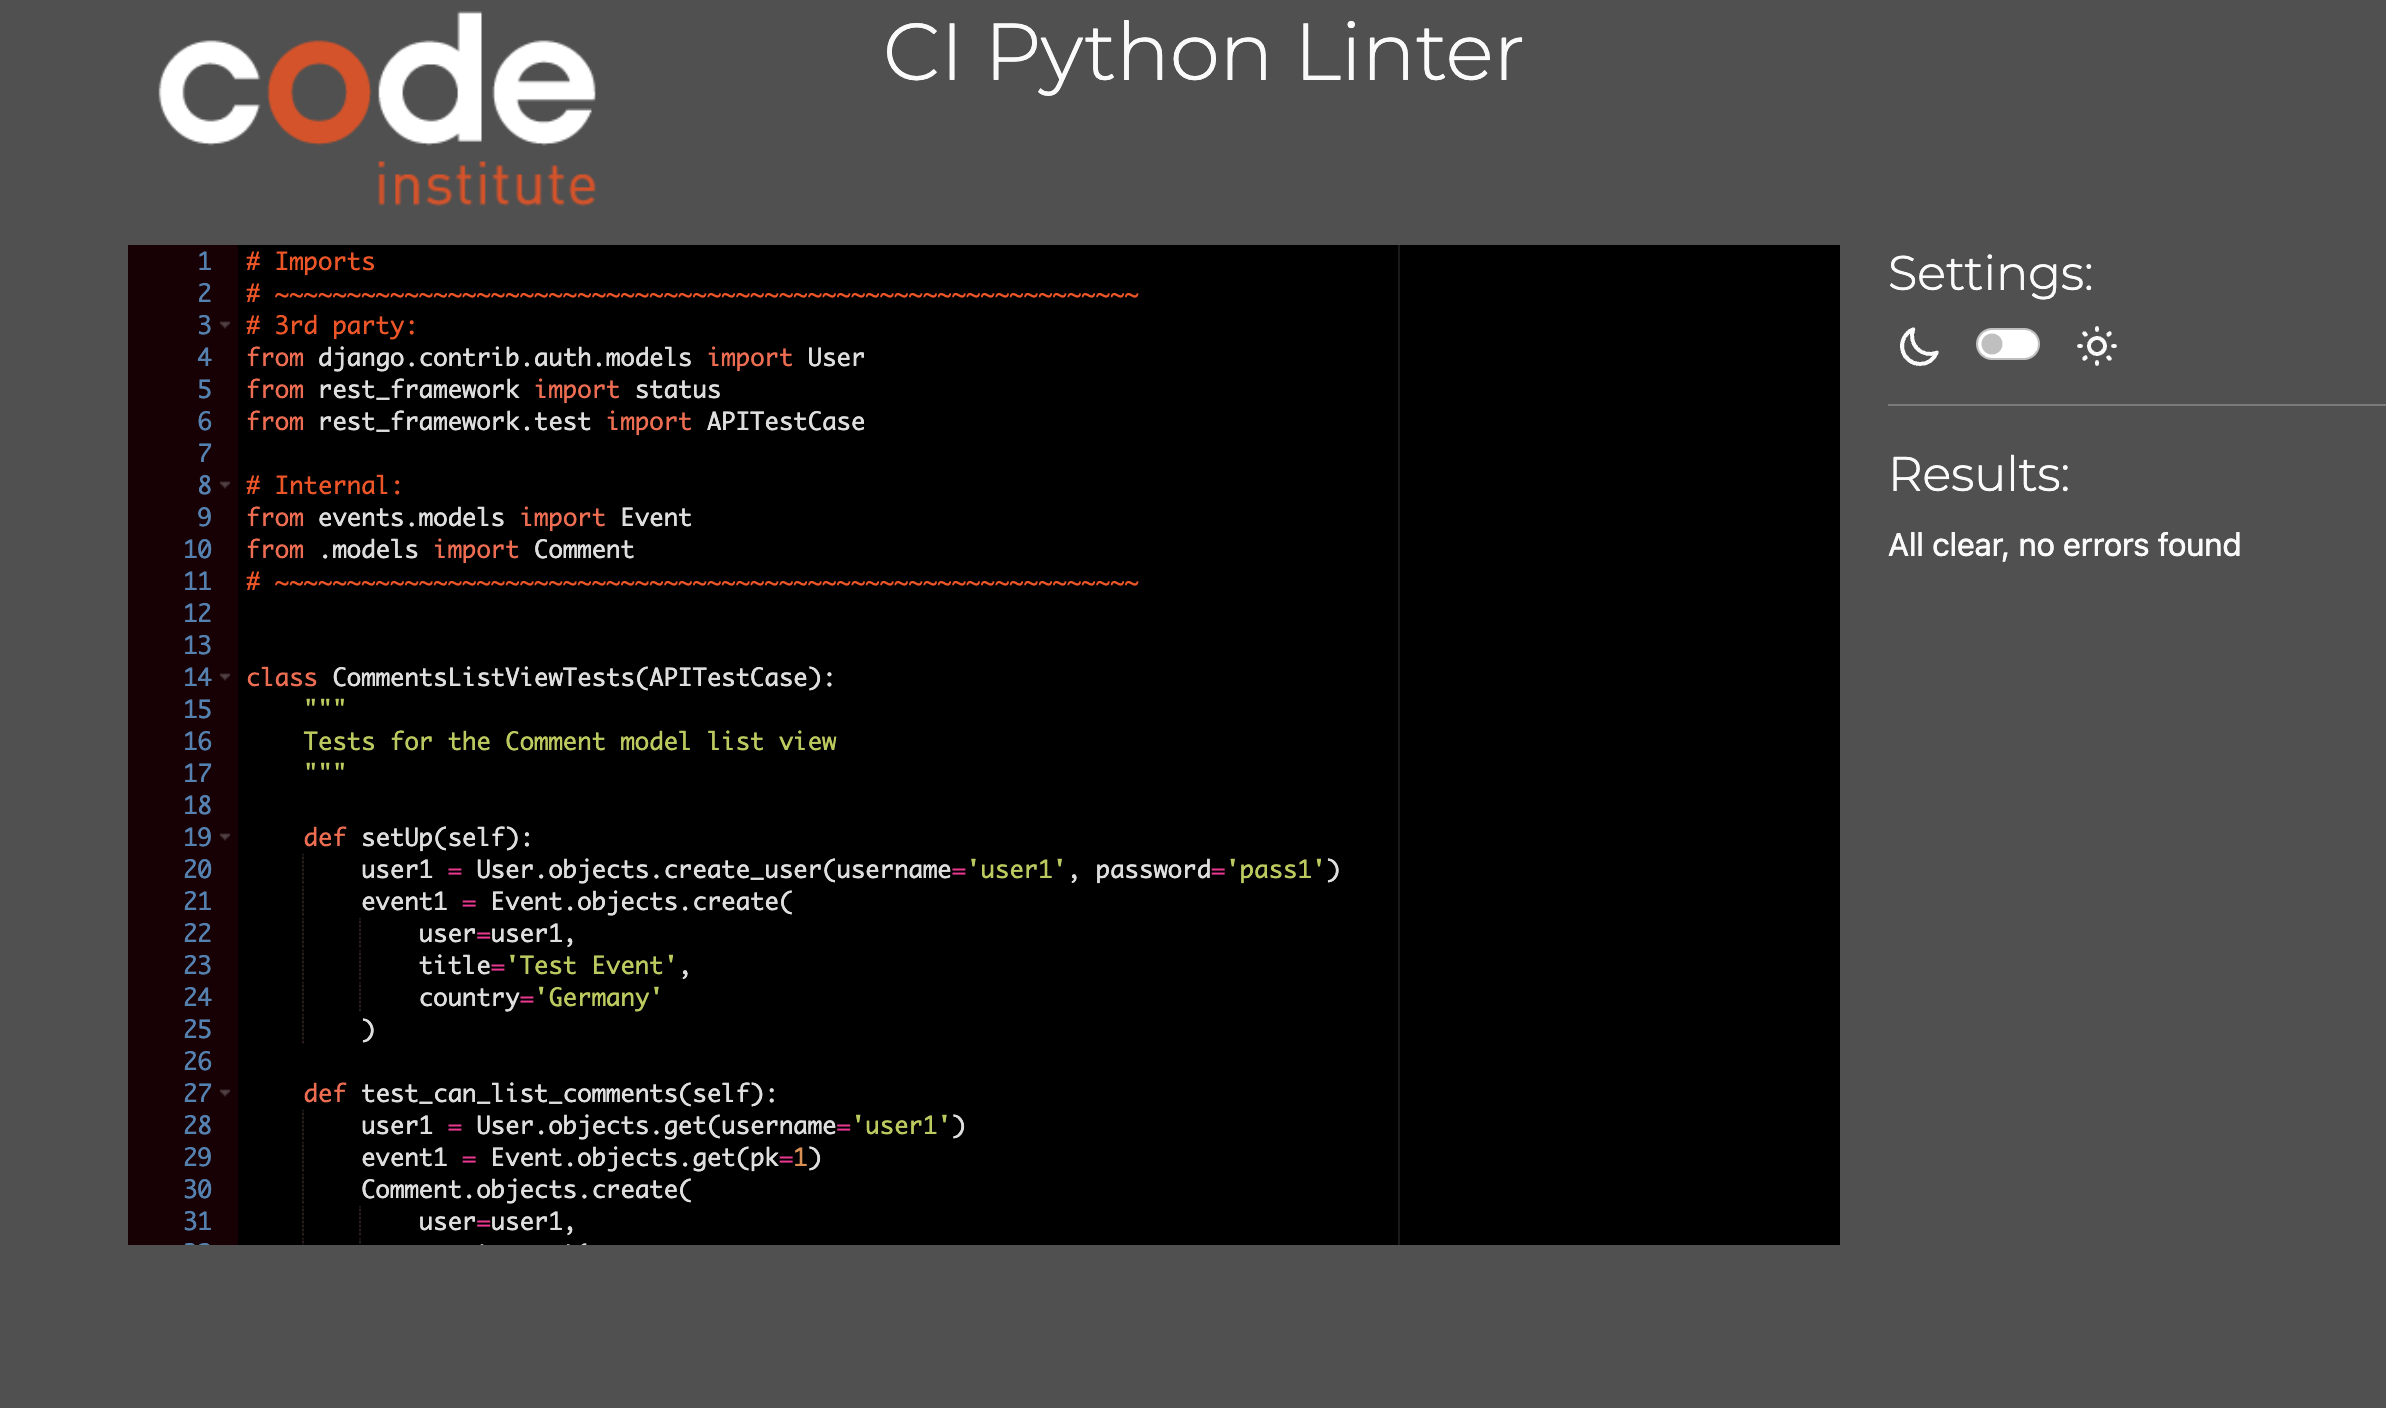 code
institute
CI Python Linter
1 # Imports
2 # ~~~~~~~~~~~~~~~~~~~~~~~~~~~~~~~~~~~~~~~~~~~~~~~~~~~~~~~~~~~~
3 # 3rd party:
4 from django.contrib.auth.models import User
5 from rest_framework import status
6 from rest_framework.test import APITestCase
7
8 # Internal:
9 from events.models import Event
10 from .models import Comment
11 # ~~~~~~~~~~~~~~~~~~~~~~~~~~~~~~~~~~~~~~~~~~~~~~~~~~~~~~~~~~~~
12
13
14 class CommentsListViewTests(APITestCase):
15     """
16     Tests for the Comment model list view
17     """
18
19     def setUp(self):
20         user1 = User.objects.create_user(username='user1', password='pass1')
21         event1 = Event.objects.create(
22             user=user1,
23             title='Test Event',
24             country='Germany'
25         )
26
27     def test_can_list_comments(self):
28         user1 = User.objects.get(username='user1')
29         event1 = Event.objects.get(pk=1)
30         Comment.objects.create(
31             user=user1,
Settings:
Results:
All clear, no errors found